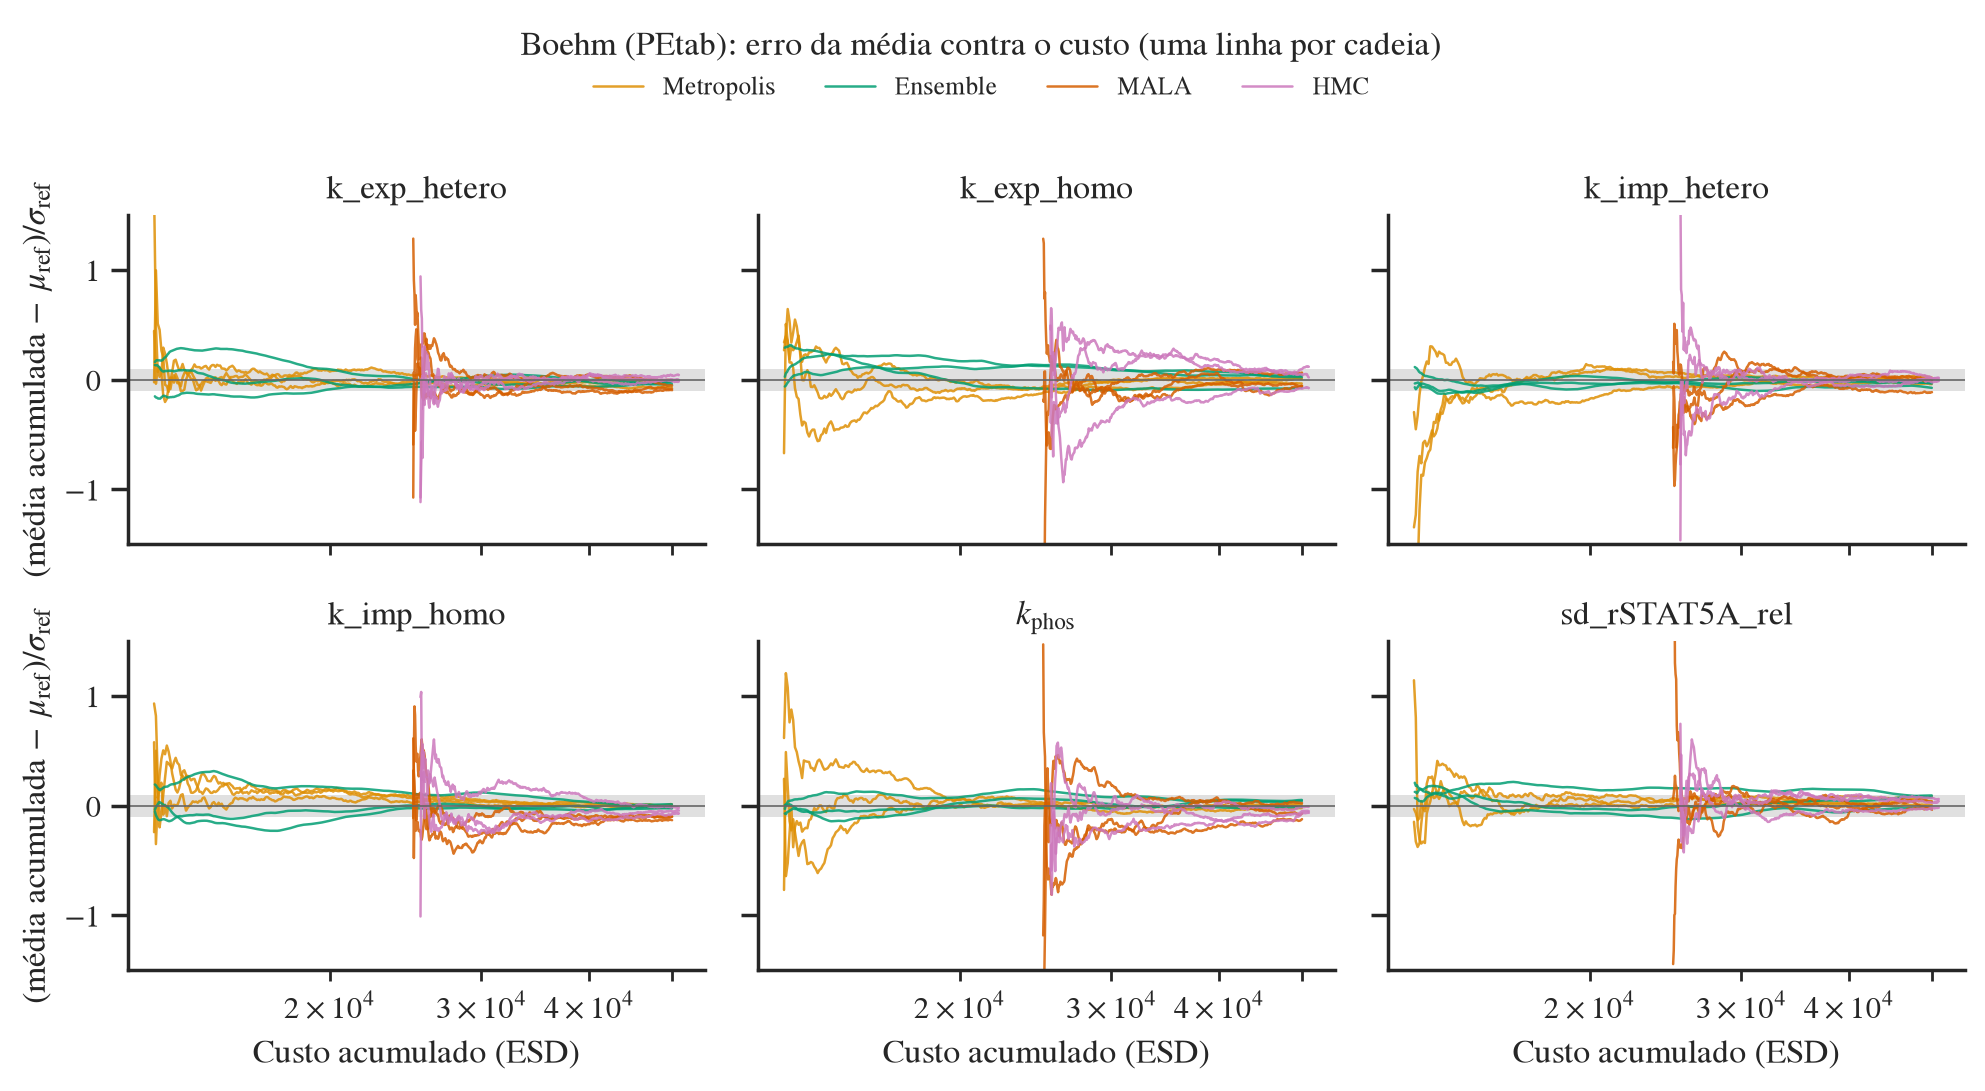 Boehm (PEtab): erro da média contra o custo (uma linha por cadeia)
Metropolis Ensemble MALA HMC
k_exp_hetero k_exp_homo k_imp_hetero
(média acumulada − μref)/σref
1
0
−1
k_imp_homo kphos sd_rSTAT5A_rel
(média acumulada − μref)/σref
1
0
−1
2×10⁴ 3×10⁴ 4×10⁴ 2×10⁴ 3×10⁴ 4×10⁴ 2×10⁴ 3×10⁴ 4×10⁴
Custo acumulado (ESD) Custo acumulado (ESD) Custo acumulado (ESD)